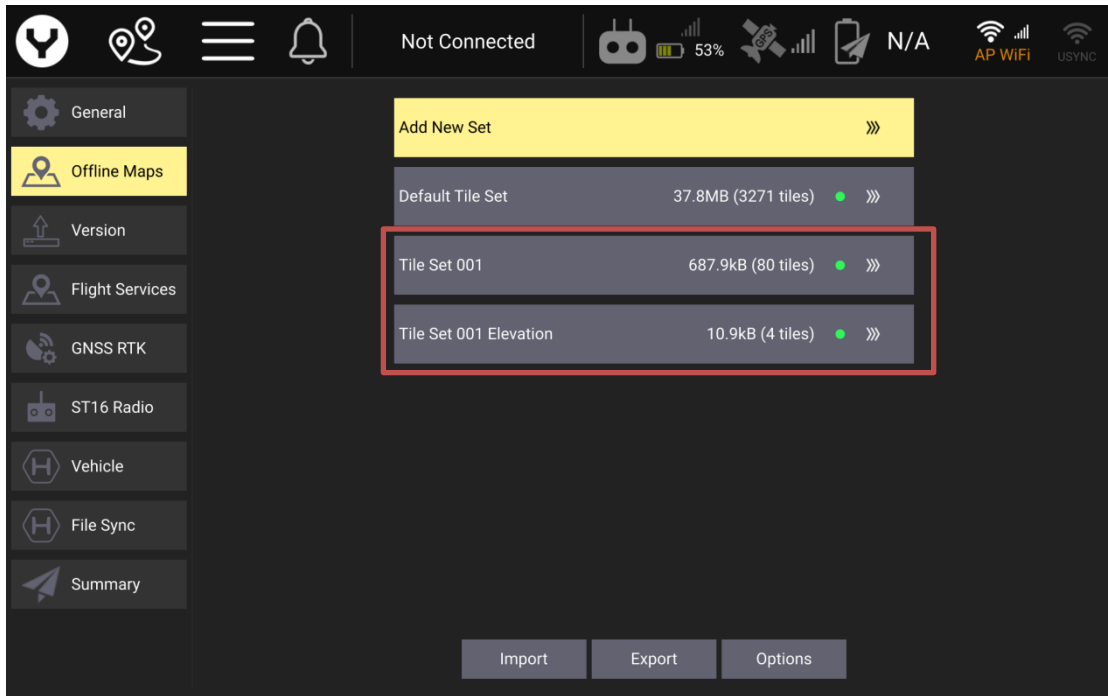 Not Connected
53%
GPS
N/A
AP WiFi
USYNC
General
Offline Maps
Version
Flight Services
GNSS RTK
ST16 Radio
Vehicle
File Sync
Summary
Add New Set
Default Tile Set 37.8MB (3271 tiles)
Tile Set 001 687.9kB (80 tiles)
Tile Set 001 Elevation 10.9kB (4 tiles)
Import Export Options